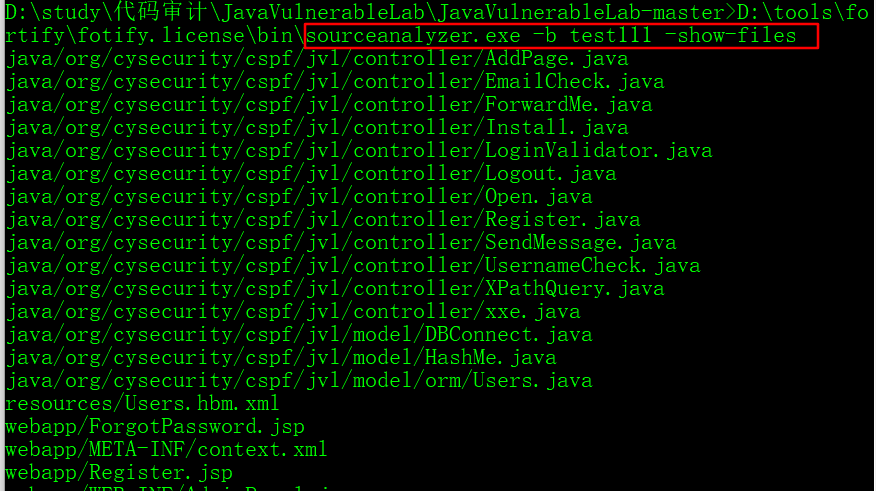 D:\study\代码审计\JavaVulnerableLab\JavaVulnerableLab-master>D:\tools\fo
rtify\fotify.license\bin\sourceanalyzer.exe -b test111 -show-files
java/org/cysecurity/cspf/jvl/controller/AddPage.java
java/org/cysecurity/cspf/jvl/controller/EmailCheck.java
java/org/cysecurity/cspf/jvl/controller/ForwardMe.java
java/org/cysecurity/cspf/jvl/controller/Install.java
java/org/cysecurity/cspf/jvl/controller/LoginValidator.java
java/org/cysecurity/cspf/jvl/controller/Logout.java
java/org/cysecurity/cspf/jvl/controller/Open.java
java/org/cysecurity/cspf/jvl/controller/Register.java
java/org/cysecurity/cspf/jvl/controller/SendMessage.java
java/org/cysecurity/cspf/jvl/controller/UsernameCheck.java
java/org/cysecurity/cspf/jvl/controller/XPathQuery.java
java/org/cysecurity/cspf/jvl/controller/xxe.java
java/org/cysecurity/cspf/jvl/model/DBConnect.java
java/org/cysecurity/cspf/jvl/model/HashMe.java
java/org/cysecurity/cspf/jvl/model/orm/Users.java
resources/Users.hbm.xml
webapp/ForgotPassword.jsp
webapp/META-INF/context.xml
webapp/Register.jsp